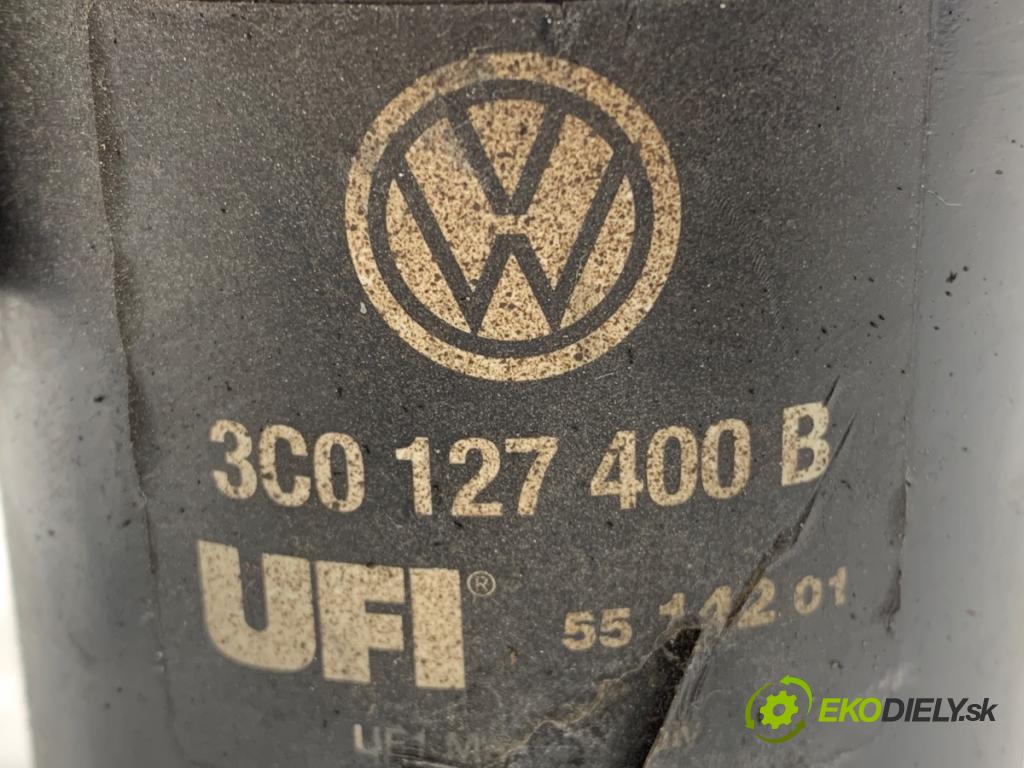 3C0 127 400 B
UFI®
55 142 01
EKODIELY.sk